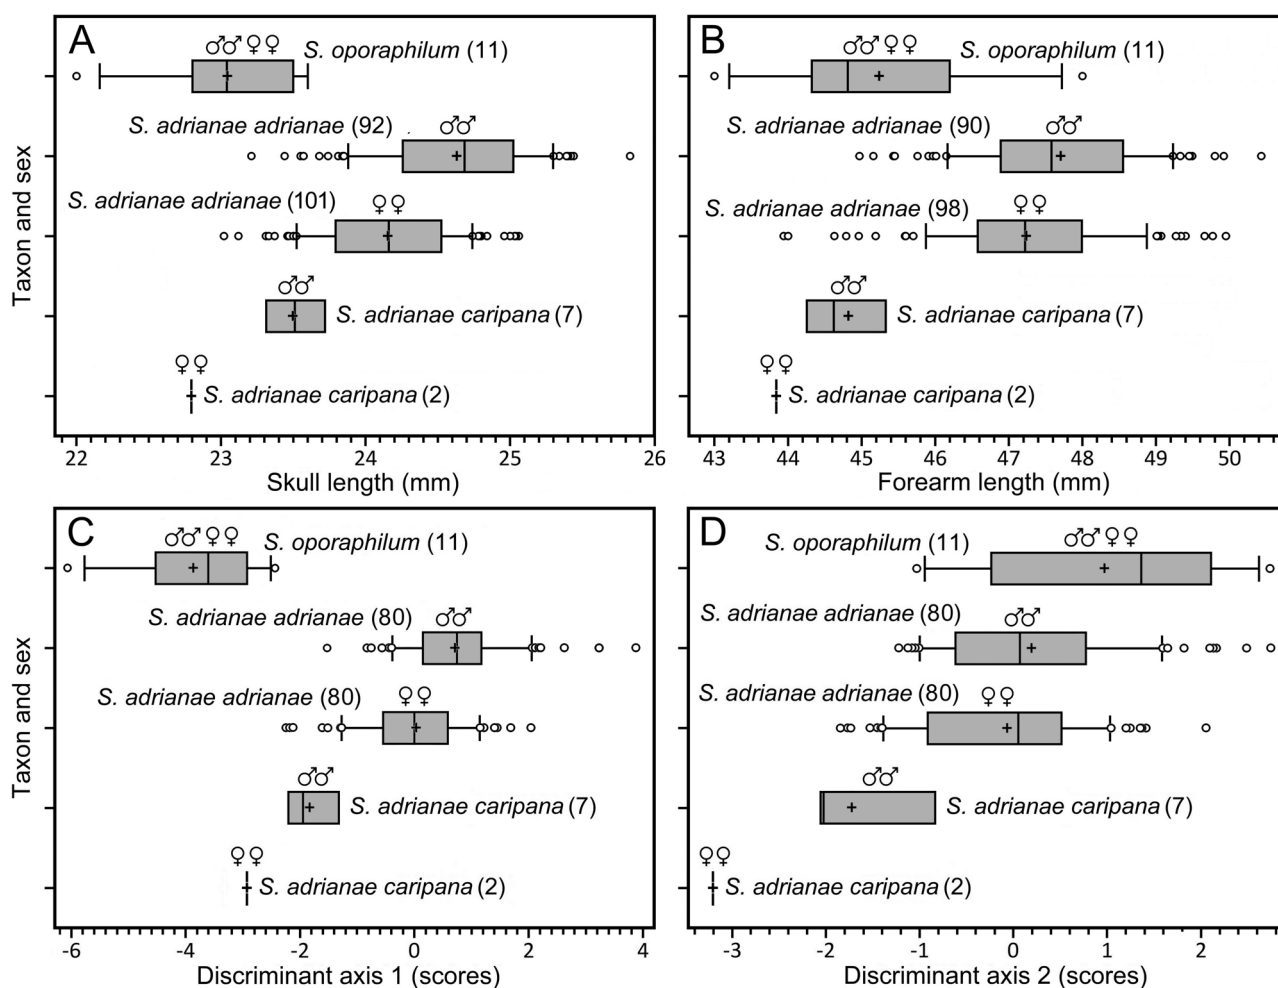 A
♂♂ ♀♀
S. oporaphilum (11)
S. adrianae adrianae (92)
♂♂
S. adrianae adrianae (101)
♀♀
♂♂
S. adrianae caripana (7)
♀♀
S. adrianae caripana (2)
Taxon and sex
22 23 24 25 26
Skull length (mm)
B
♂♂ ♀♀
S. oporaphilum (11)
S. adrianae adrianae (90)
♂♂
S. adrianae adrianae (98)
♀♀
♂♂
S. adrianae caripana (7)
♀♀
S. adrianae caripana (2)
43 44 45 46 47 48 49 50
Forearm length (mm)
C
♂♂ ♀♀
S. oporaphilum (11)
S. adrianae adrianae (80)
♂♂
S. adrianae adrianae (80)
♀♀
♂♂
S. adrianae caripana (7)
♀♀
S. adrianae caripana (2)
Taxon and sex
-6 -4 -2 0 2 4
Discriminant axis 1 (scores)
D
S. oporaphilum (11)
♂♂ ♀♀
S. adrianae adrianae (80)
♂♂
S. adrianae adrianae (80)
♀♀
♂♂
S. adrianae caripana (7)
♀♀
S. adrianae caripana (2)
-3 -2 -1 0 1 2
Discriminant axis 2 (scores)